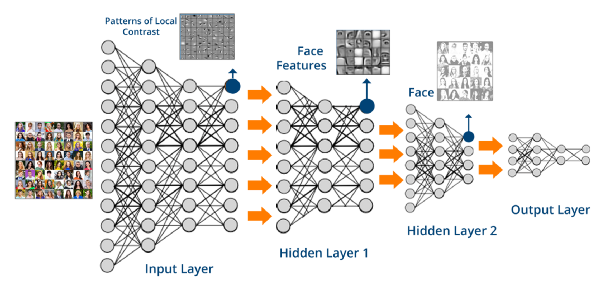 Patterns of Local
Contrast
Face
Features
Face
Input Layer
Hidden Layer 1
Hidden Layer 2
Output Layer